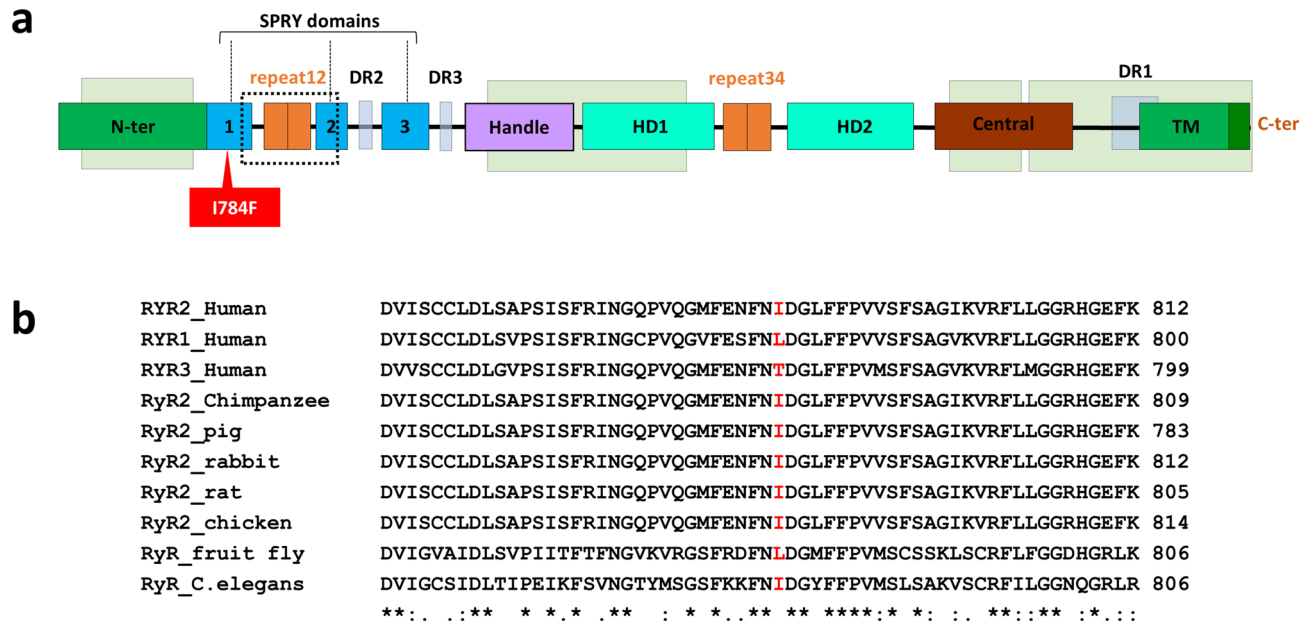 a
SPRY domains
repeat12 DR2 DR3 repeat34 DR1
N-ter 1 2 3 Handle HD1 HD2 Central TM C-ter
I784F
b
RYR2_Human DVISCCLDLSAPSISFRINGQPVQGMFENFNIDGLFFPVVSFSAGIKVRFLLGGRHGEFK 812
RYR1_Human DVISCCLDLSVPSISFRINGCPVQGVFESFNLDGLFFPVVSFSAGVKVRFLLGGRHGEFK 800
RYR3_Human DVVSCCLDLGVPSISFRINGQPVQGMFENFNTDGLFFPVMSFSAGVKVRFLMGGRHGEFK 799
RyR2_Chimpanzee DVISCCLDLSAPSISFRINGQPVQGMFENFNIDGLFFPVVSFSAGIKVRFLLGGRHGEFK 809
RyR2_pig DVISCCLDLSAPSISFRINGQPVQGMFENFNIDGLFFPVVSFSAGIKVRFLLGGRHGEFK 783
RyR2_rabbit DVISCCLDLSAPSISFRINGQPVQGMFENFNIDGLFFPVVSFSAGIKVRFLLGGRHGEFK 812
RyR2_rat DVISCCLDLSAPSISFRINGQPVQGMFENFNIDGLFFPVVSFSAGIKVRFLLGGRHGEFK 805
RyR2_chicken DVISCCLDLSAPSISFRINGQPVQGMFENFNIDGLFFPVVSFSAGIKVRFLLGGRHGEFK 814
RyR_fruit fly DVIGVAIDLSVPIITFTFNGVKVRGSFRDFNLDGMFFPVMSCSSKLSCRFLFGGDHGRLK 806
RyR_C.elegans DVIGCSIDLTIPEIKFSVNGTYMSGSFKKFNIDGYFFPVMSLSAKVSCRFILGGNQGRLR 806
**:. .:** * *.* .** : * *..** ** ****:* *: :. **::** :*.::